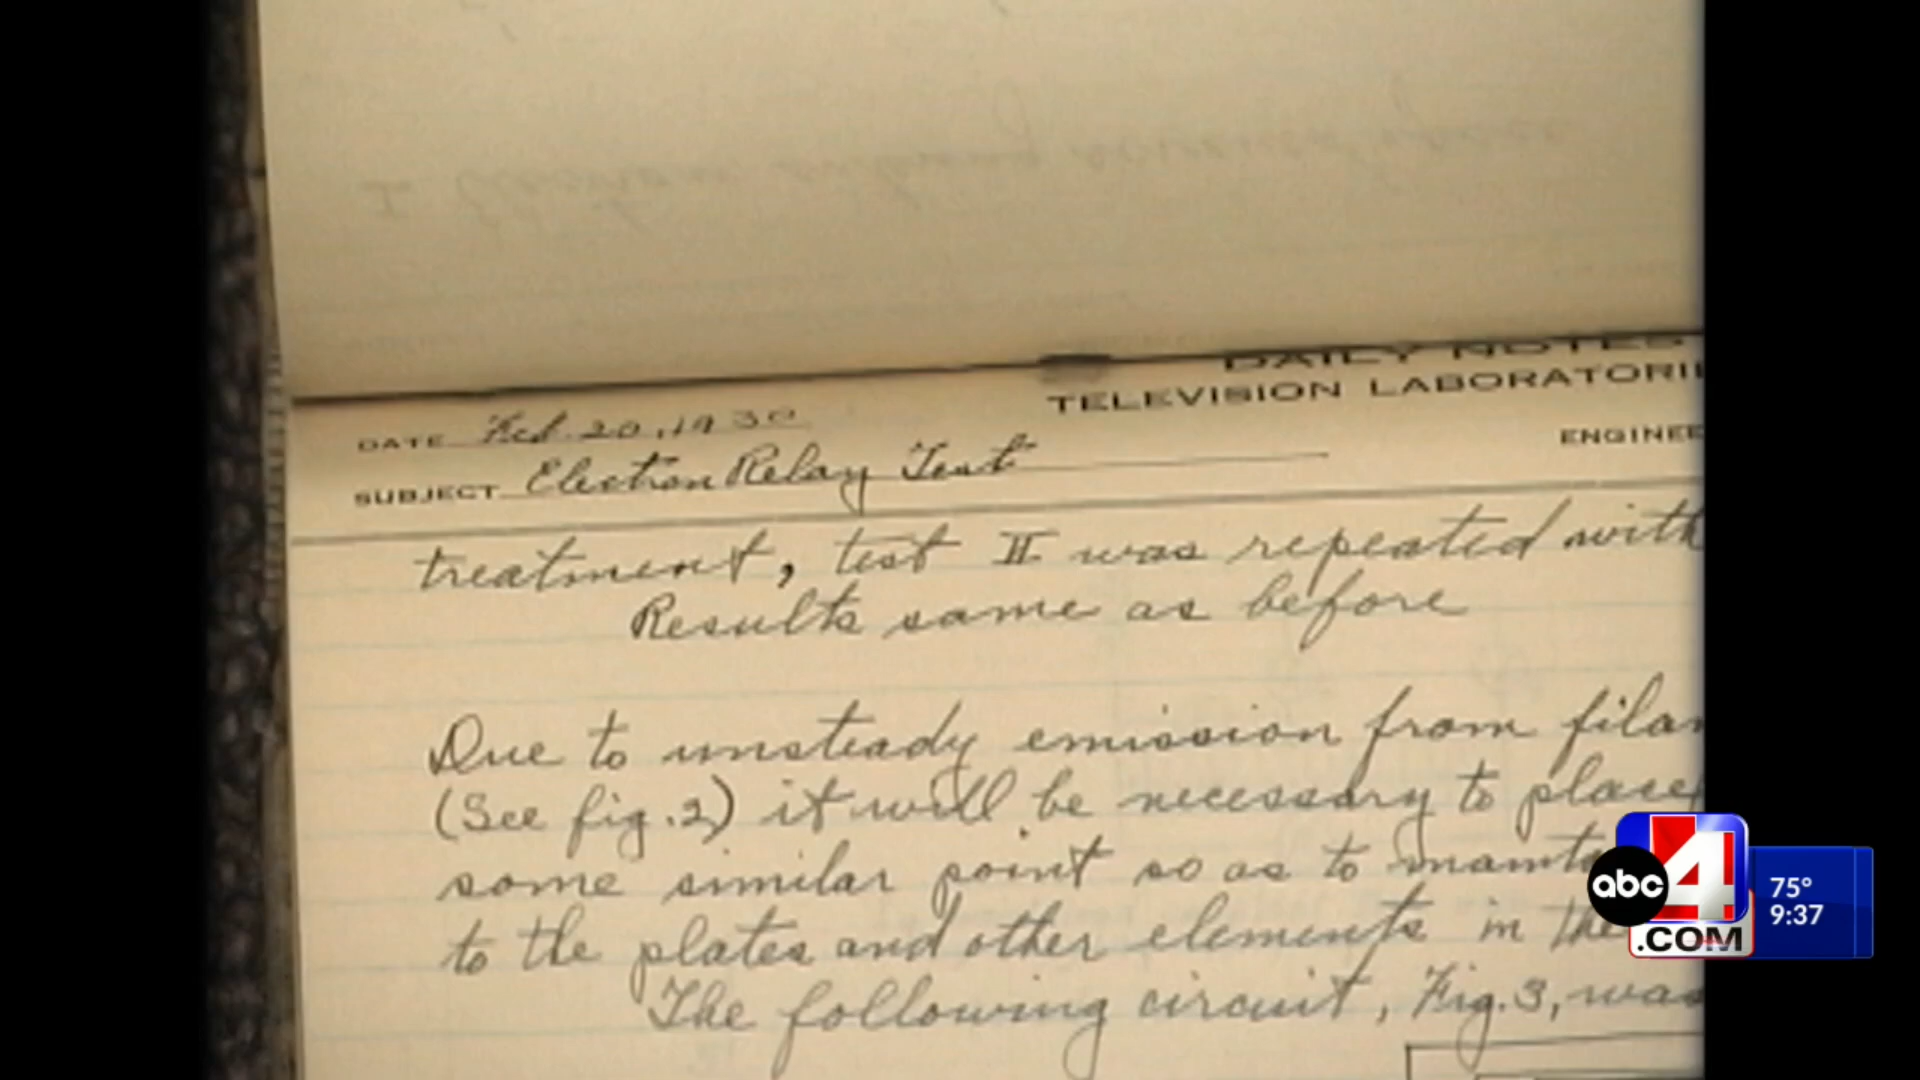 DAILY NOTES
TELEVISION LABORATORI
DATE Feb. 20, 1930
ENGINEE
SUBJECT Electron Relay Test
treatment, test II was repeated with
Results same as before
Due to unsteady emission from fila
(See fig. 2) it will be necessary to place
some similar point so as to mainta
to the plates and other elements in the
The following circuit, Fig. 3, was
abc 4
.COM
75°
9:37